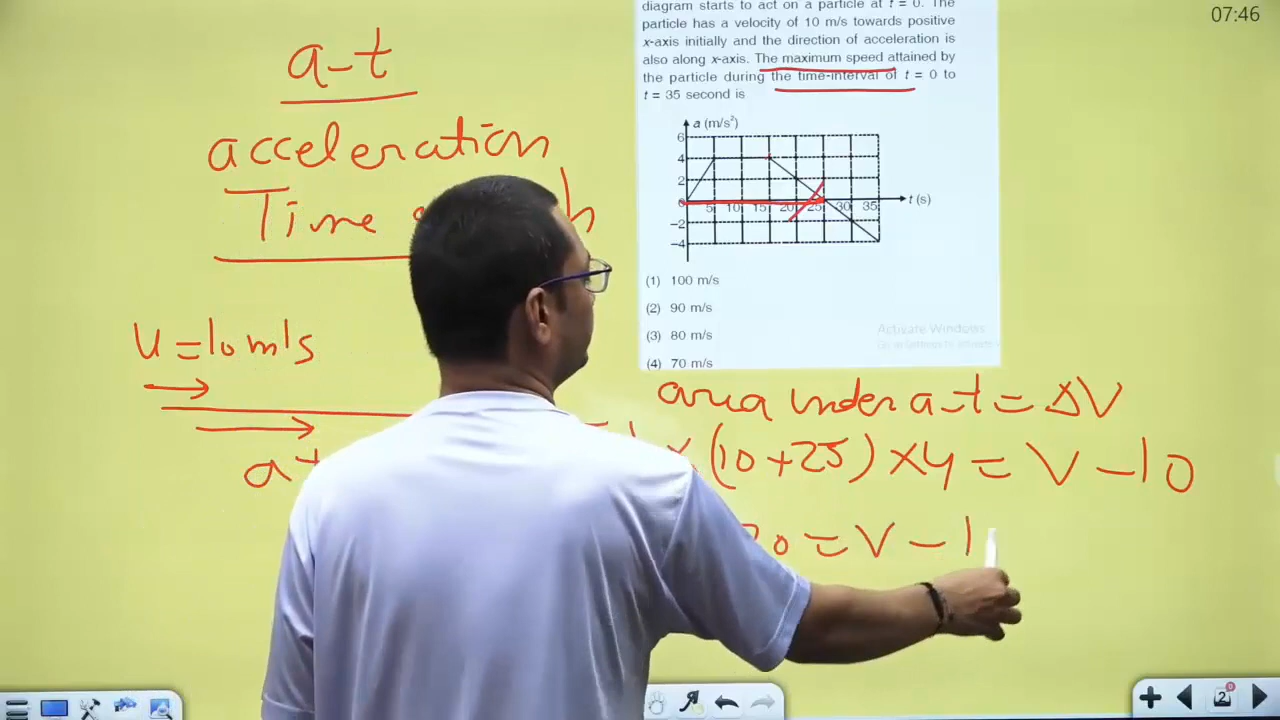 07:46
a-t
acceleration
Time
u = 10 m/s
diagram starts to act on a particle at t = 0. The
particle has a velocity of 10 m/s towards positive
x-axis initially and the direction of acceleration is
also along x-axis. The maximum speed attained by
the particle during the time-interval of t = 0 to
t = 35 second is
a (m/s²)
6
4
2
0
5 10 15 20 25 30 35 t (s)
−2
−4
(1) 100 m/s
(2) 90 m/s
(3) 80 m/s
(4) 70 m/s
Activate Windows
area under a-t = ΔV
× (10+25) × 4 = V - 10
= V - 1
2